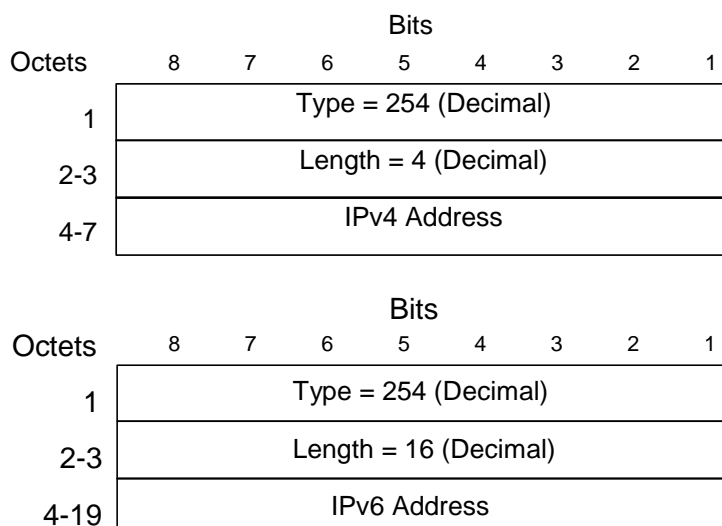 Bits
Octets 8 7 6 5 4 3 2 1
1 Type = 254 (Decimal)
2-3 Length = 4 (Decimal)
4-7 IPv4 Address
Bits
Octets 8 7 6 5 4 3 2 1
1 Type = 254 (Decimal)
2-3 Length = 16 (Decimal)
4-19 IPv6 Address